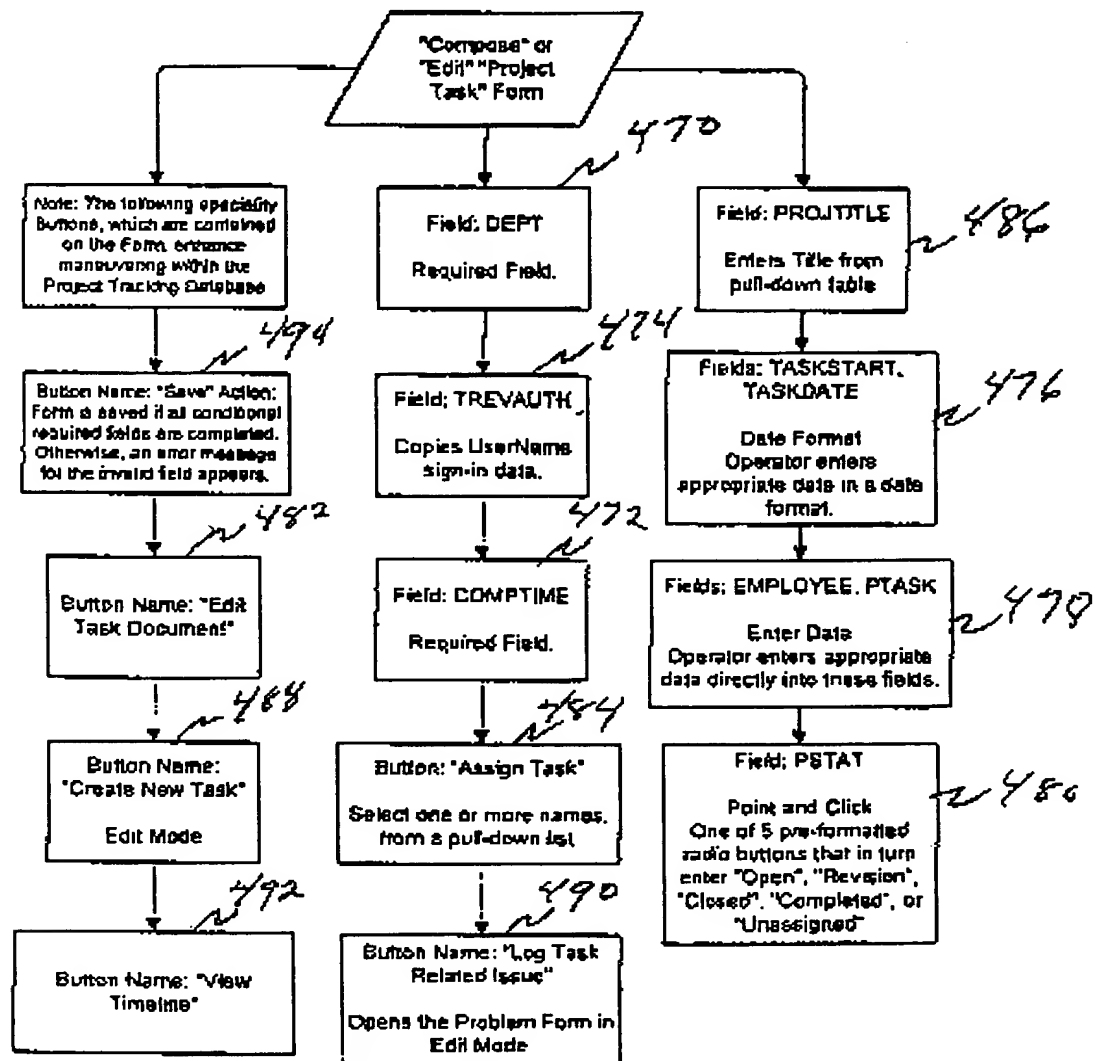 "Compose" or
"Edit" "Project
Task" Form
470
Note: The following speciality
Buttons, which are contained
on the Form, enhance
maneuvering within the
Project Tracking Database
494
Button Name: "Save" Action:
Form is saved if all conditional
required fields are completed.
Otherwise, an error message
for the invalid field appears.
482
Button Name: "Edit
Task Document"
488
Button Name:
"Create New Task"
Edit Mode
492
Button Name: "View
Timeline"
Field: DEPT
Required Field.
474
Field: TREVAUTH
Copies UserName
sign-in data.
472
Field: COMPTIME
Required Field.
484
Button: "Assign Task"
Select one or more names,
from a pull-down list
490
Button Name: "Log Task
Related Issue"
Opens the Problem Form in
Edit Mode
Field: PROJTITLE
Enters Title from
pull-down table
486
Fields: TASKSTART,
TASKDATE
Date Format
Operator enters
appropriate data in a date
format.
476
Fields: EMPLOYEE, PTASK
Enter Data
Operator enters appropriate
data directly into these fields.
478
Field: PSTAT
Point and Click
One of 5 pre-formatted
radio buttons that in turn
enter "Open", "Revision",
"Closed", "Completed", or
"Unassigned"
480